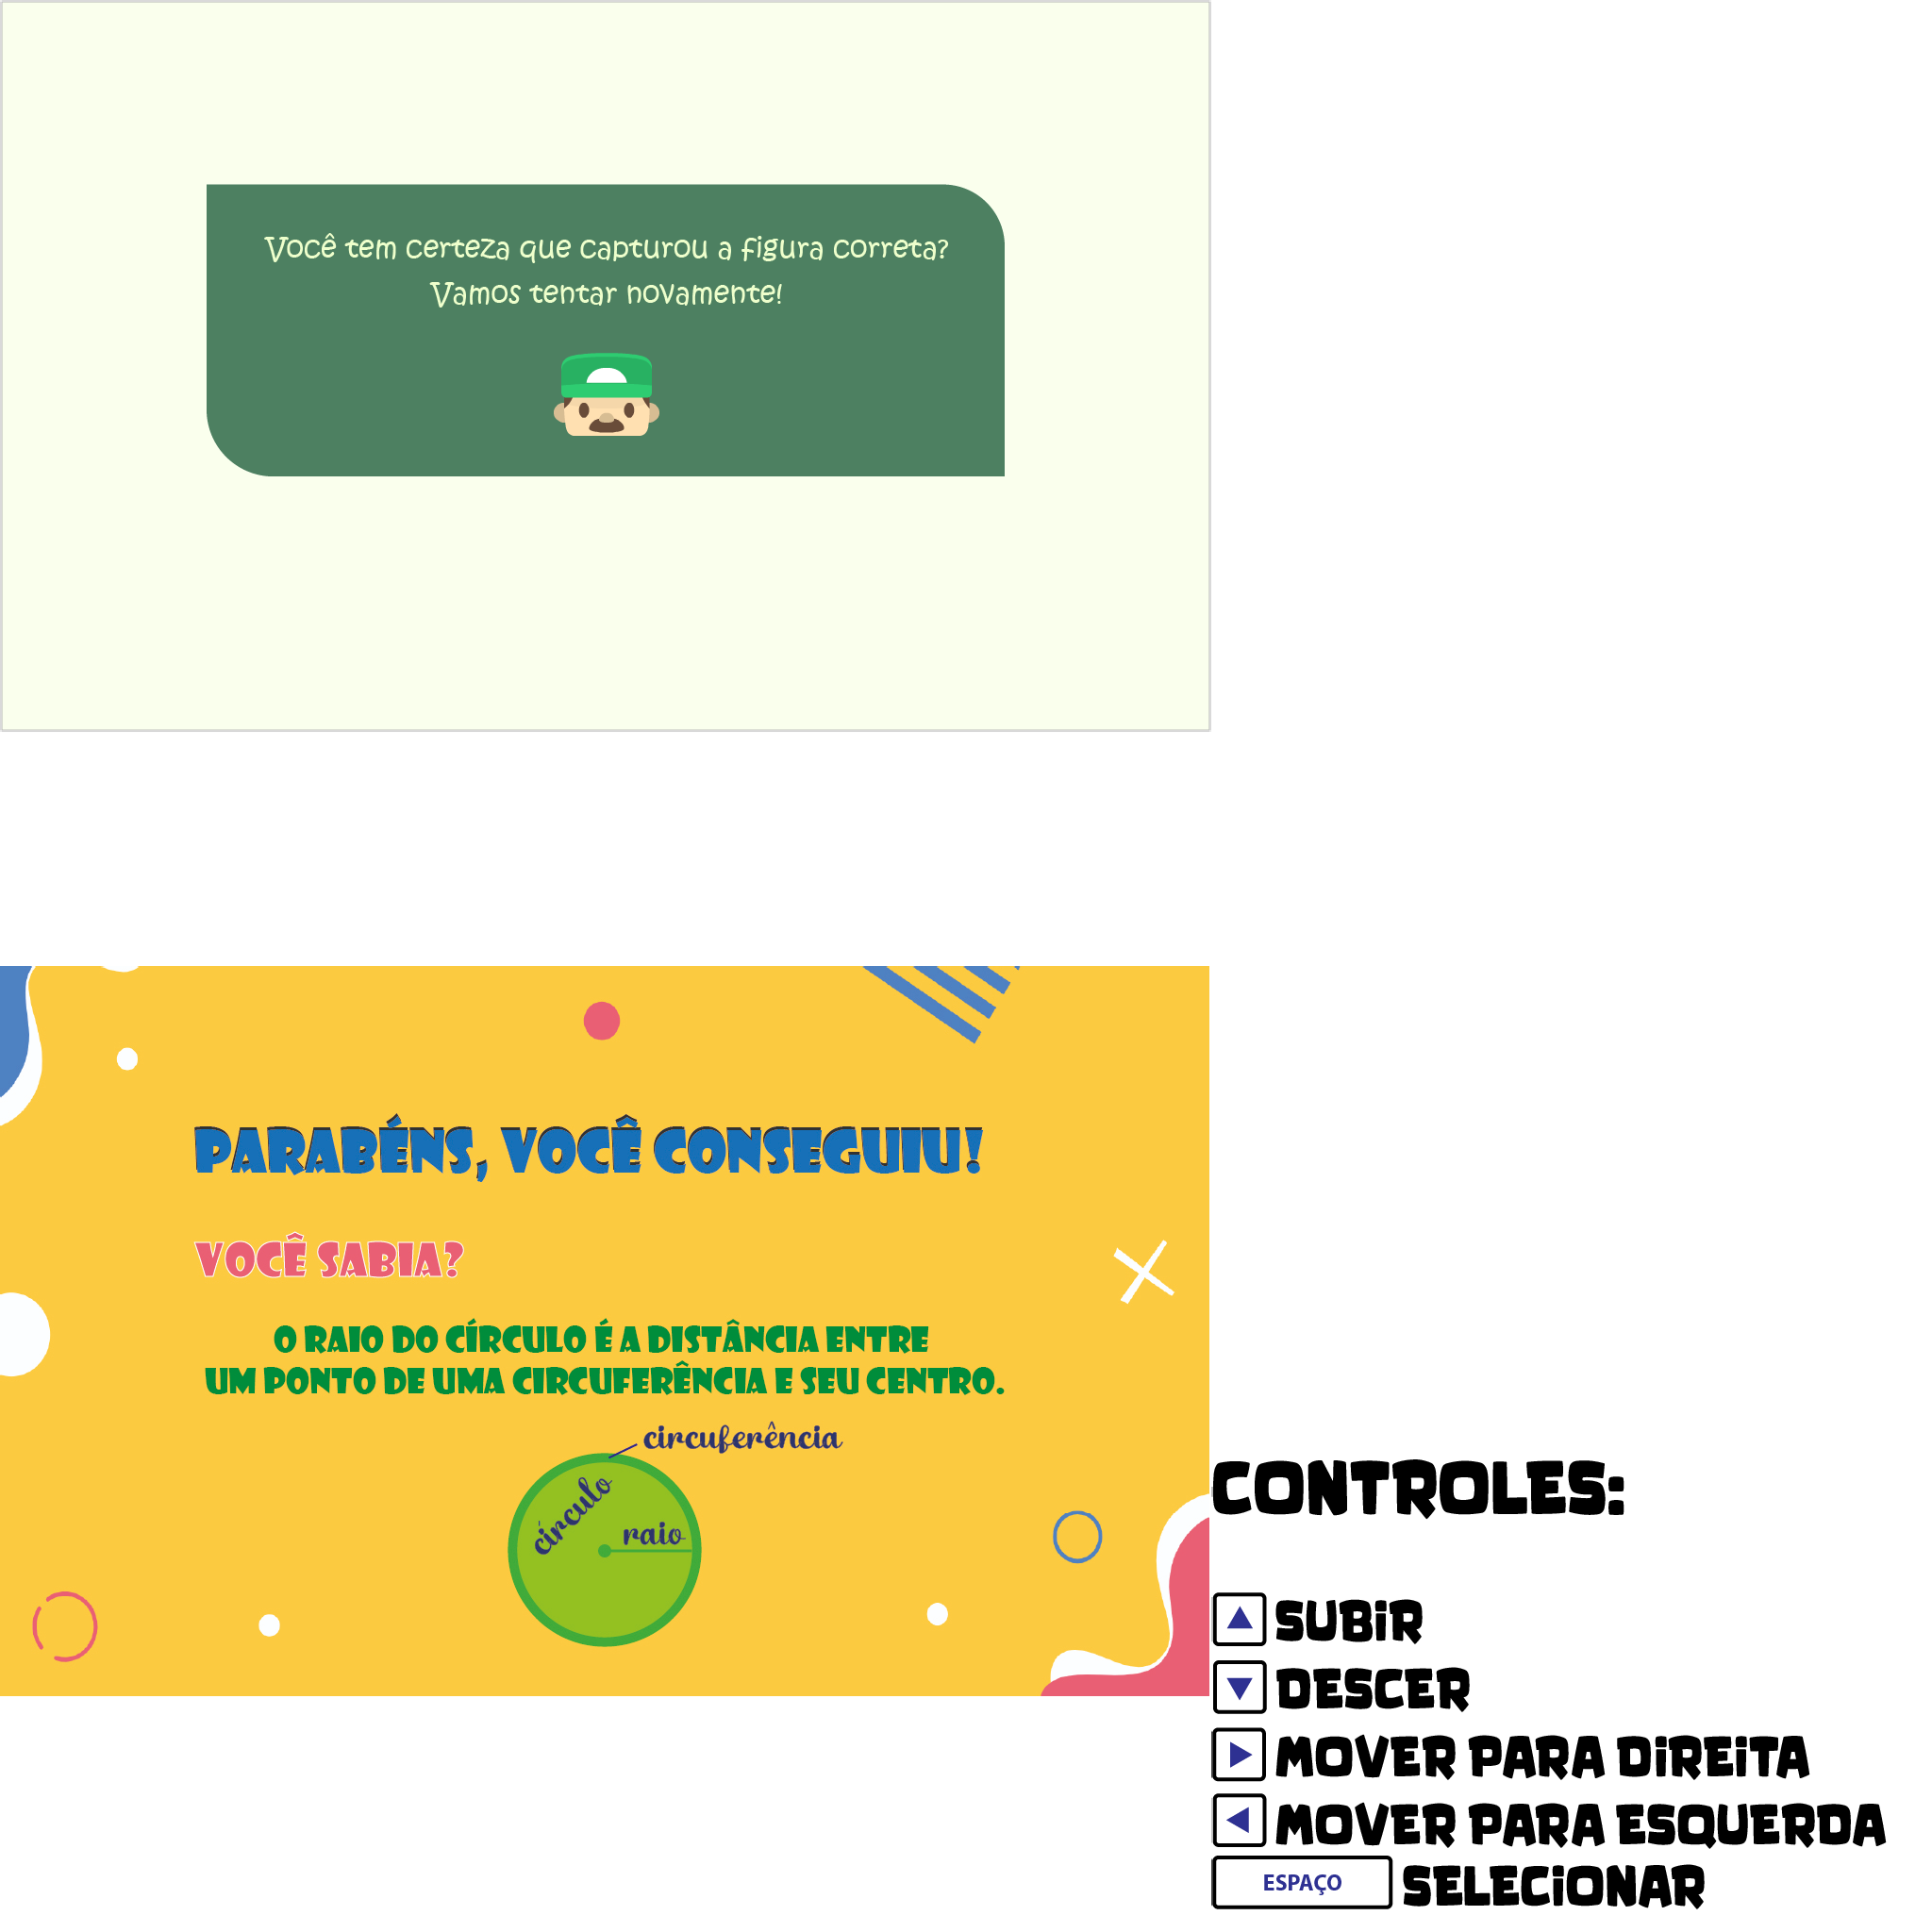 Você tem certeza que capturou a figura correta?
Vamos tentar novamente!
PARABÉNS, VOCÊ CONSEGUIU!
VOCÊ SABIA?
O RAIO DO CÍRCULO É A DISTÂNCIA ENTRE
UM PONTO DE UMA CIRCUFERÊNCIA E SEU CENTRO.
circuferência
círculo
raio
CONTROLES:
SUBiR
DESCER
MOVER PARA DiREiTA
MOVER PARA ESQUERDA
ESPAÇO SELECiONAR